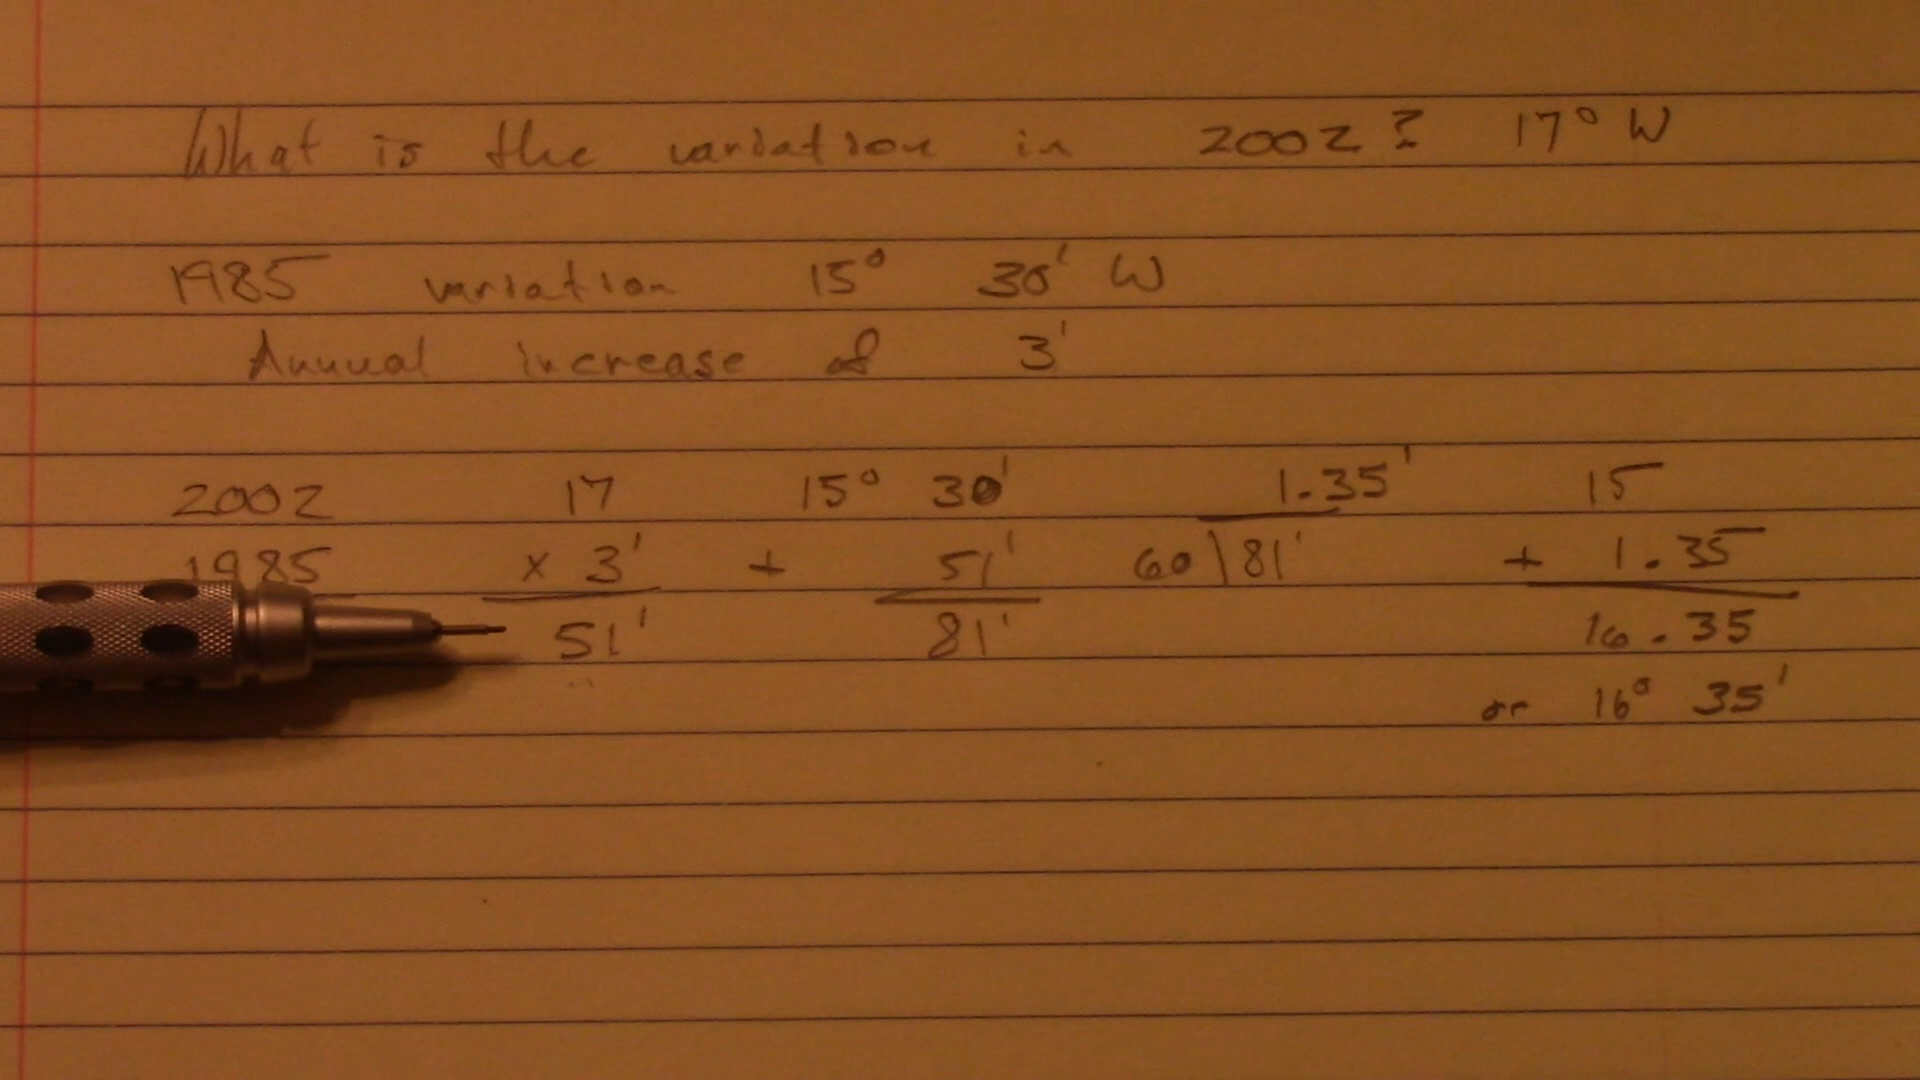 What is the variation in 2002? 17° W
1985 variation 15° 30' W
Annual increase of 3'
2002 17 15° 30' 1.35' 15
1985 x 3' + 51' 60 81' + 1.35
51' 81' 16.35
or 16° 35'